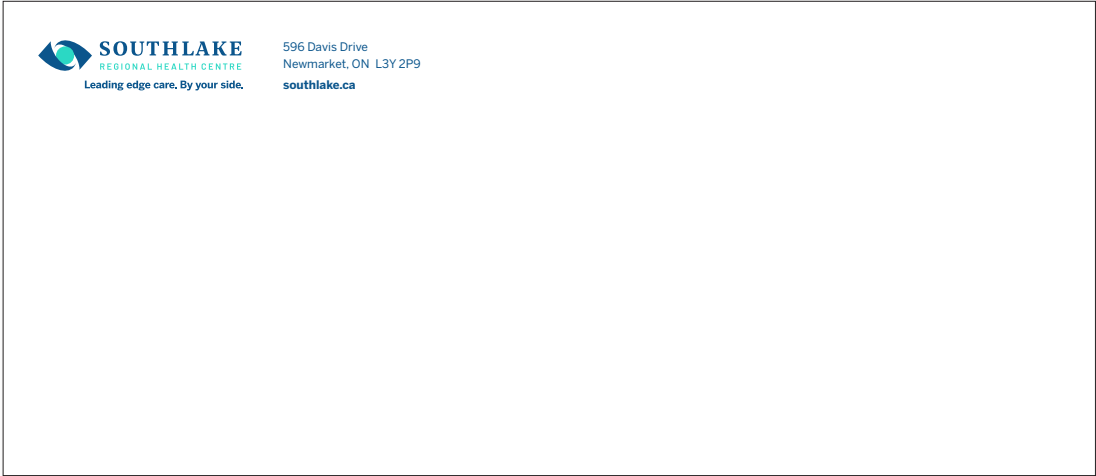 SOUTHLAKE
REGIONAL HEALTH CENTRE
Leading edge care. By your side.
596 Davis Drive
Newmarket, ON L3Y 2P9
southlake.ca